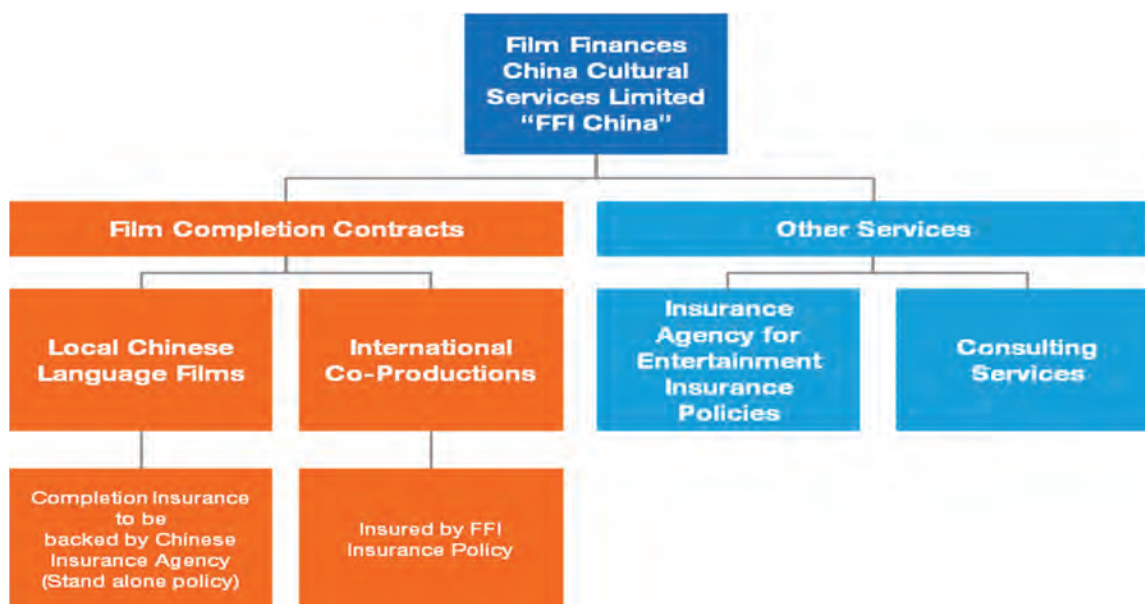 Film Finances
China Cultural
Services Limited
“FFI China”
Film Completion Contracts
Other Services
Local Chinese
Language Films
International
Co-Productions
Insurance
Agency for
Entertainment
Insurance
Policies
Consulting
Services
Completion Insurance
to be
backed by Chinese
Insurance Agency
(Stand alone policy)
Insured by FFI
Insurance Policy